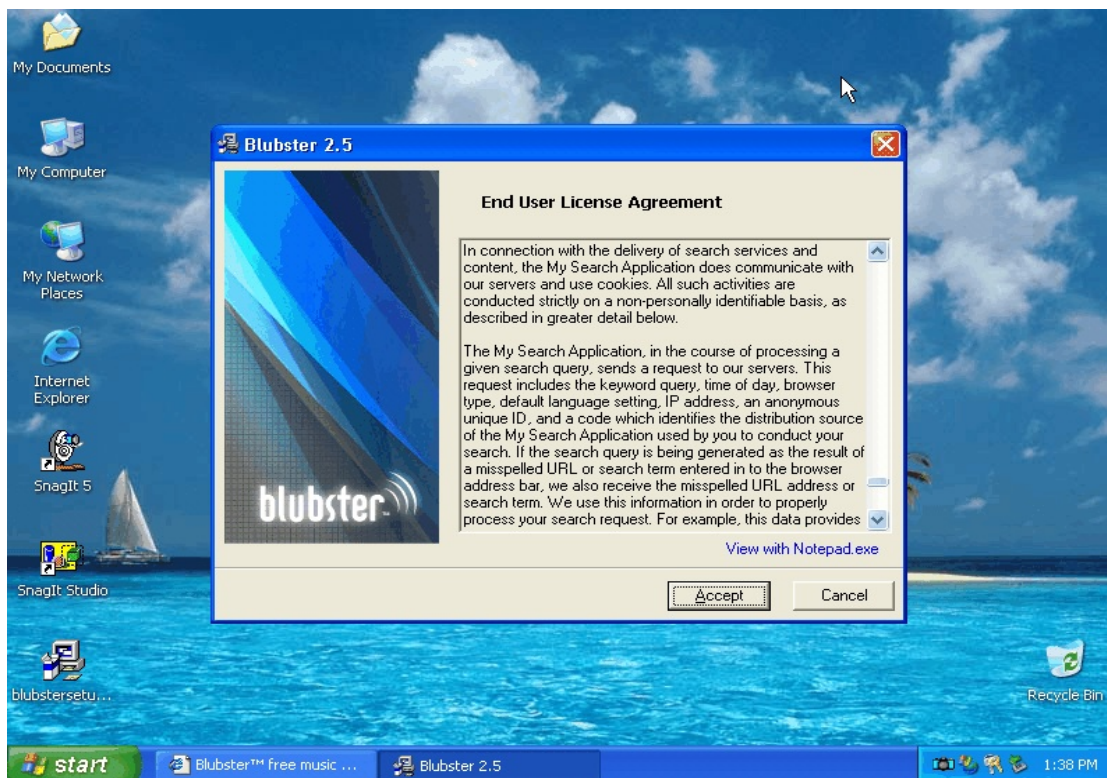 My Documents
My Computer
My Network
Places
Internet
Explorer
SnagIt 5
SnagIt Studio
blubstersetu...
Blubster 2.5
End User License Agreement
In connection with the delivery of search services and
content, the My Search Application does communicate with
our servers and use cookies. All such activities are
conducted strictly on a non-personally identifiable basis, as
described in greater detail below.
The My Search Application, in the course of processing a
given search query, sends a request to our servers. This
request includes the keyword query, time of day, browser
type, default language setting, IP address, an anonymous
unique ID, and a code which identifies the distribution source
of the My Search Application used by you to conduct your
search. If the search query is being generated as the result of
a misspelled URL or search term entered in to the browser
address bar, we also receive the misspelled URL address or
search term. We use this information in order to properly
process your search request. For example, this data provides
blubster
View with Notepad.exe
Accept
Cancel
Recycle Bin
start
Blubster™ free music ...
Blubster 2.5
1:38 PM